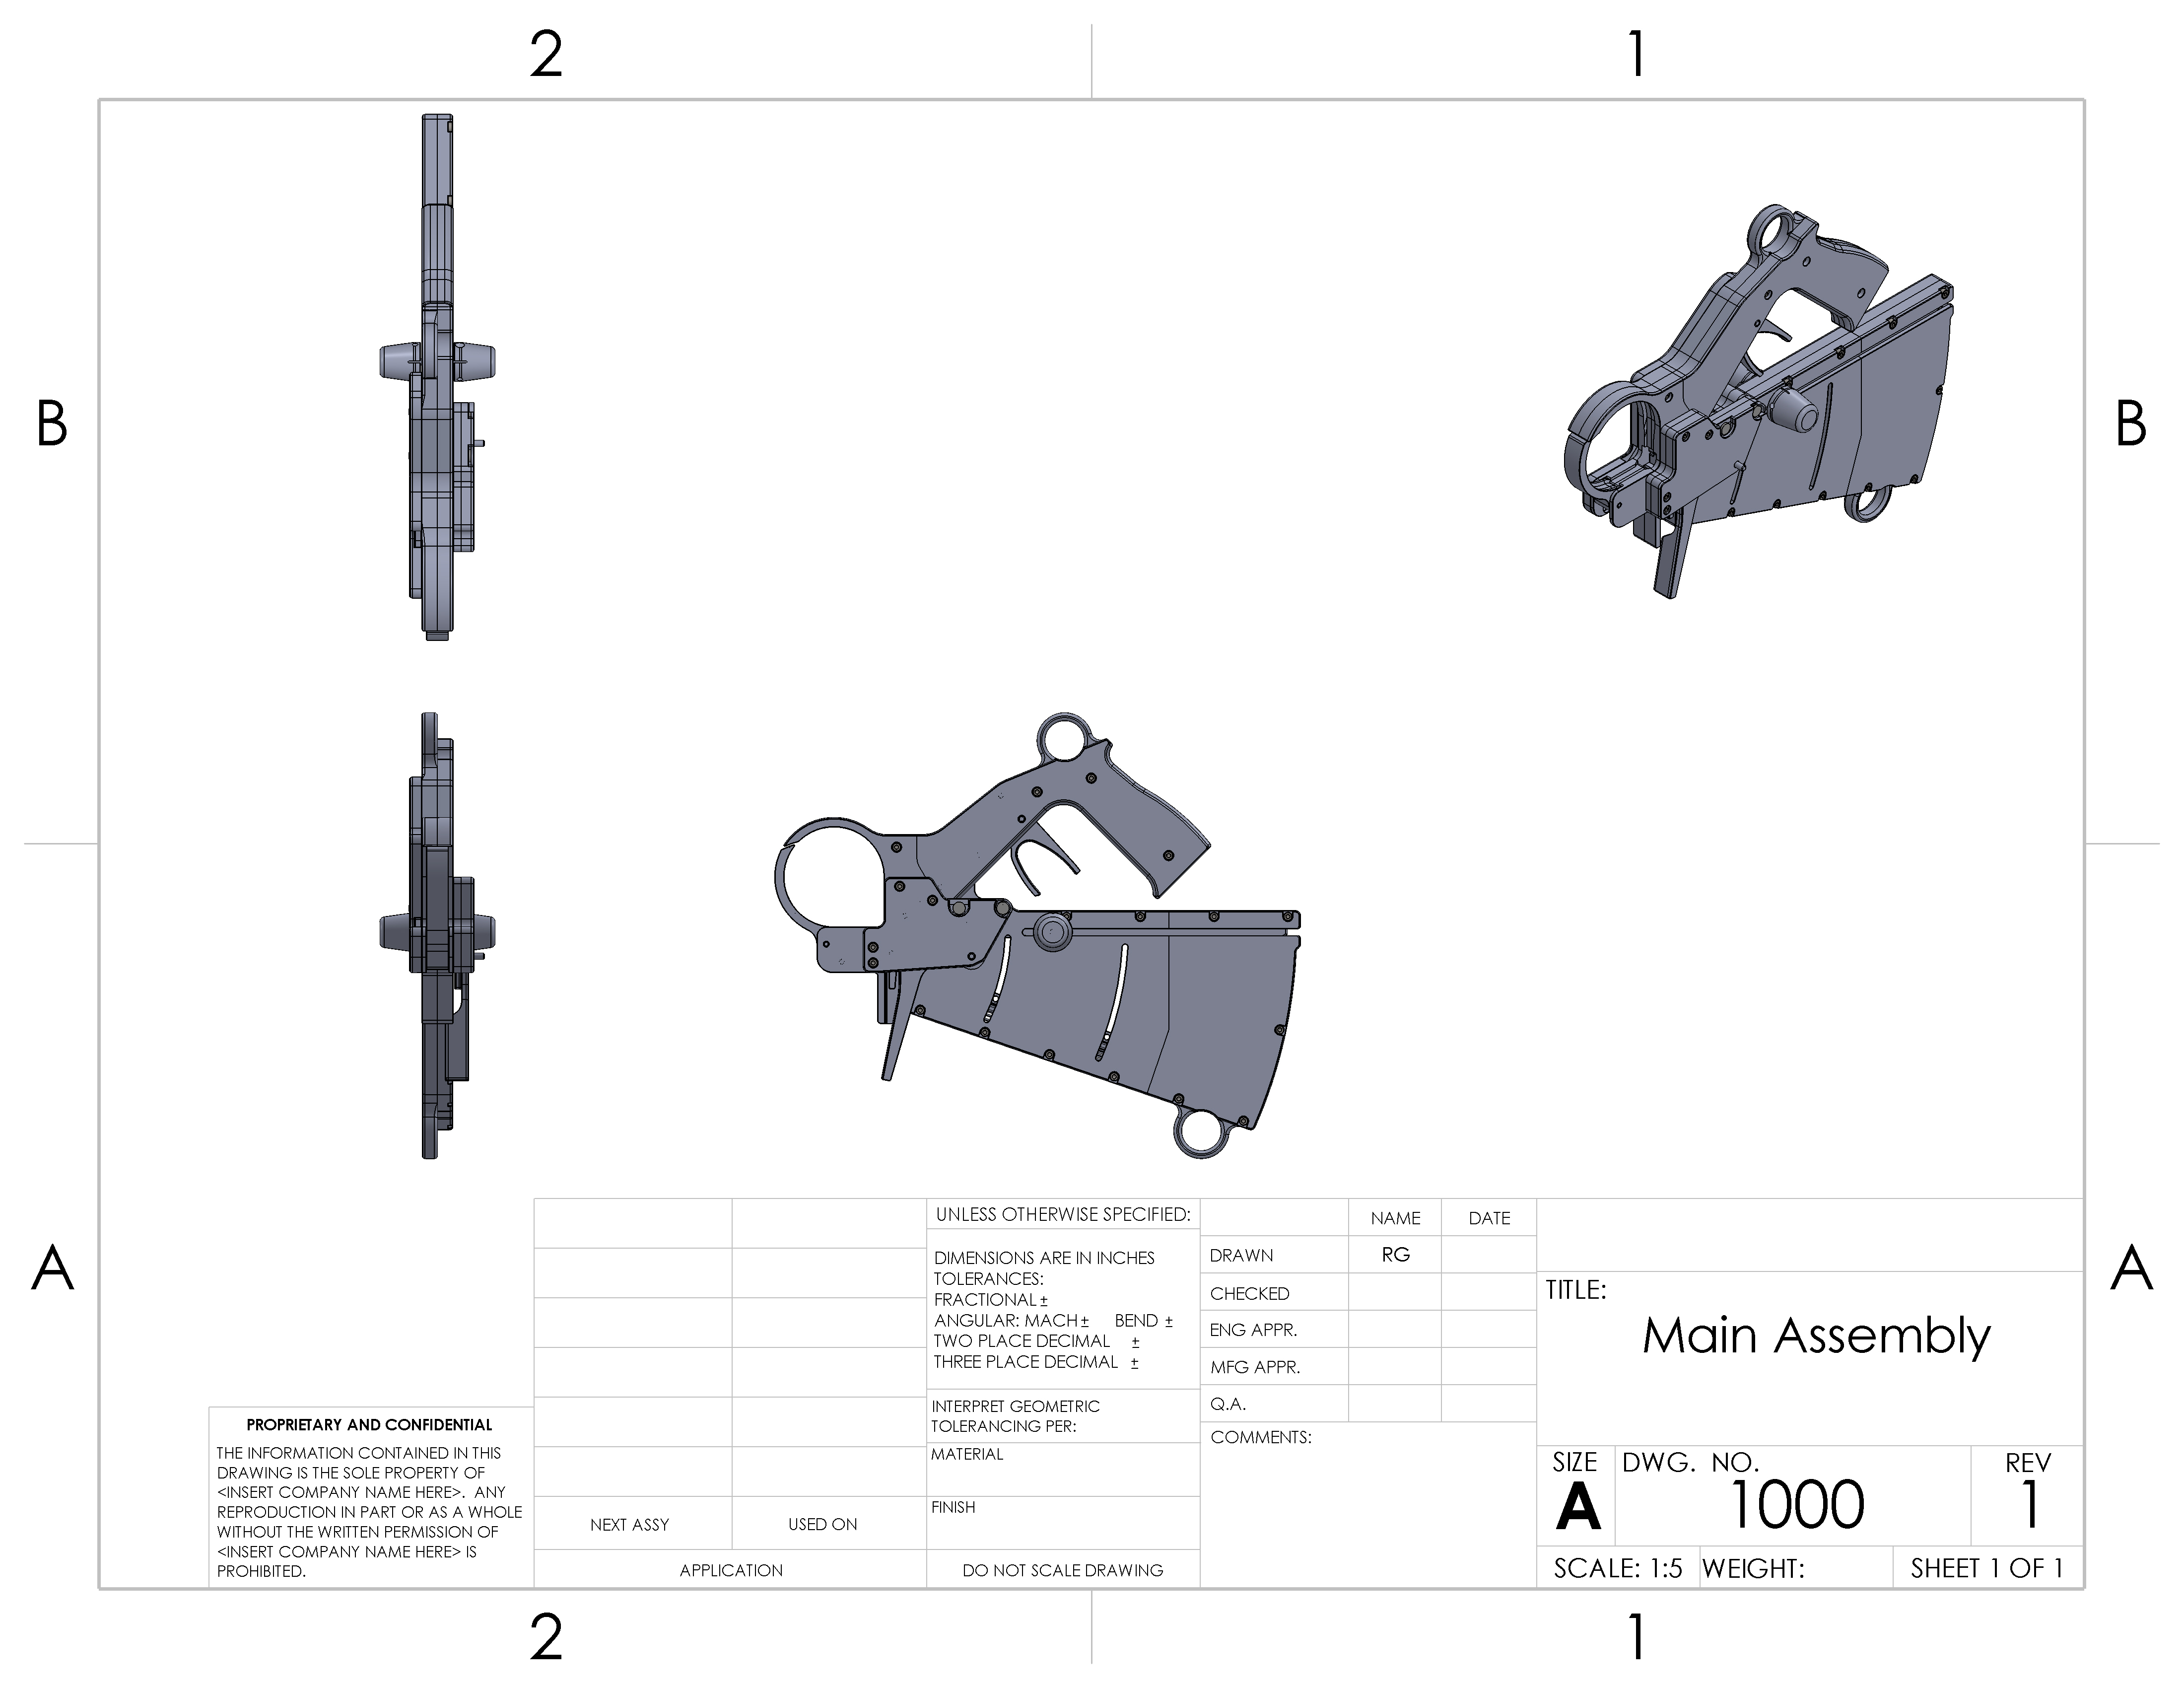 2 1
B B
A A
UNLESS OTHERWISE SPECIFIED:
DIMENSIONS ARE IN INCHES
TOLERANCES:
FRACTIONAL ±
ANGULAR: MACH ± BEND ±
TWO PLACE DECIMAL ±
THREE PLACE DECIMAL ±
INTERPRET GEOMETRIC
TOLERANCING PER:
MATERIAL
FINISH
DO NOT SCALE DRAWING
NAME DATE
DRAWN RG
CHECKED
ENG APPR.
MFG APPR.
Q.A.
COMMENTS:
TITLE:
Main Assembly
SIZE DWG. NO. REV
A 1000 1
SCALE: 1:5 WEIGHT: SHEET 1 OF 1
PROPRIETARY AND CONFIDENTIAL
THE INFORMATION CONTAINED IN THIS
DRAWING IS THE SOLE PROPERTY OF
<INSERT COMPANY NAME HERE>. ANY
REPRODUCTION IN PART OR AS A WHOLE
WITHOUT THE WRITTEN PERMISSION OF
<INSERT COMPANY NAME HERE> IS
PROHIBITED.
NEXT ASSY USED ON
APPLICATION
2 1